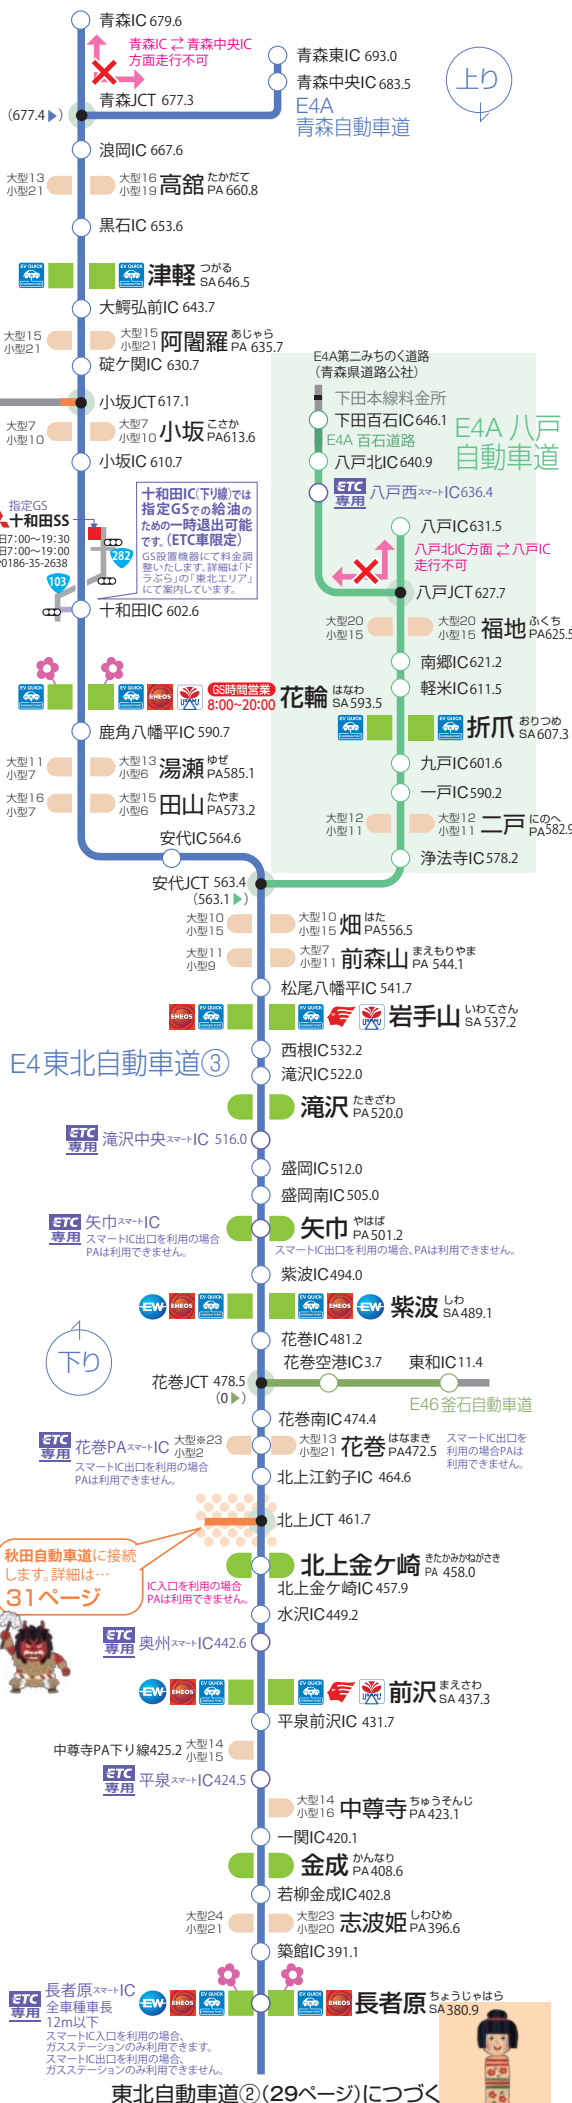 青森IC 679.6
青森IC ⇄ 青森中央IC
方面走行不可
青森東IC 693.0
青森中央IC 683.5
上り
青森JCT 677.3
(677.4▶)
E4A
青森自動車道
浪岡IC 667.6
大型13
小型21
大型16
小型19
高舘 たかだて
PA 660.8
黒石IC 653.6
EV QUICK
EV QUICK
津軽 つがる
SA 646.5
大鰐弘前IC 643.7
大型15
小型21
大型15
小型21
阿闍羅 あじゃら
PA 635.7
碇ケ関IC 630.7
E4A第二みちのく道路
(青森県道路公社)
下田本線料金所
下田百石IC 646.1
E4A 百石道路
E4A 八戸
自動車道
八戸北IC 640.9
ETC
専用
八戸西スマートIC 636.4
小坂JCT 617.1
大型7
小型10
大型7
小型10
小坂 こさか
PA 613.6
小坂IC 610.7
指定GS
十和田SS
日7:00〜19:30
日7:00〜19:00
0186-35-2638
十和田IC(下り線)では
指定GSでの給油の
ための一時退出可能
です。(ETC車限定)
GS設置機器にて料金調
整いたします。詳細は「ド
ラぷら」の「東北エリア」
にて案内しています。
282
103
十和田IC 602.6
八戸IC 631.5
八戸北IC方面 ⇄ 八戸IC
走行不可
八戸JCT 627.7
大型20
小型15
大型20
小型15
福地 ふくち
PA 625.5
南郷IC 621.2
軽米IC 611.5
EV QUICK
EV QUICK
折爪 おりつめ
SA 607.3
EV QUICK
EV QUICK
ENEOS
GS時間営業
8:00~20:00
花輪 はなわ
SA 593.5
鹿角八幡平IC 590.7
大型11
小型7
大型13
小型6
湯瀬 ゆぜ
PA 585.1
大型16
小型7
大型15
小型6
田山 たやま
PA 573.2
九戸IC 601.6
一戸IC 590.2
大型12
小型11
大型12
小型11
二戸 にのへ
PA 582.9
浄法寺IC 578.2
安代IC 564.6
安代JCT 563.4
(563.1▶)
大型10
小型15
大型10
小型15
畑 はた
PA 556.5
大型11
小型9
大型7
小型11
前森山 まえもりやま
PA 544.1
松尾八幡平IC 541.7
ENEOS
EV QUICK
EV QUICK
岩手山 いわてさん
SA 537.2
西根IC 532.2
E4 東北自動車道③
滝沢IC 522.0
滝沢 たきざわ
PA 520.0
ETC
専用
滝沢中央スマートIC 516.0
盛岡IC 512.0
盛岡南IC 505.0
ETC
専用
矢巾スマートIC
スマートIC出口を利用の場合
PAは利用できません。
矢巾 やはば
PA 501.2
スマートIC出口を利用の場合、PAは利用できません。
紫波IC 494.0
EW
ENEOS
EV QUICK
EV QUICK
ENEOS
EW
紫波 しわ
SA 489.1
下り
花巻IC 481.2
花巻空港IC 3.7
東和IC 11.4
花巻JCT 478.5
(0▶)
E46 釜石自動車道
花巻南IC 474.4
ETC
専用
花巻PAスマートIC
スマートIC出口を利用の場合
PAは利用できません。
大型※23
小型2
大型13
小型21
花巻 はなまき
PA 472.5
スマートIC出口を
利用の場合PAは
利用できません。
北上江釣子IC 464.6
北上JCT 461.7
秋田自動車道に接続
します。詳細は…
31ページ
北上金ケ崎 きたかみかねがさき
PA 458.0
IC入口を利用の場合
PAは利用できません。
北上金ケ崎IC 457.9
水沢IC 449.2
ETC
専用
奥州スマートIC 442.6
EW
ENEOS
EV QUICK
EV QUICK
前沢 まえさわ
SA 437.3
平泉前沢IC 431.7
中尊寺PA下り線 425.2
大型14
小型15
ETC
専用
平泉スマートIC 424.5
大型14
小型16
中尊寺 ちゅうそんじ
PA 423.1
一関IC 420.1
金成 かんなり
PA 408.6
若柳金成IC 402.8
大型24
小型21
大型23
小型20
志波姫 しわひめ
PA 396.6
築館IC 391.1
ETC
専用
長者原スマートIC
全車種車長
12m以下
スマートIC入口を利用の場合、
ガスステーションのみ利用できます。
スマートIC出口を利用の場合、
ガスステーションのみ利用できません。
EW
ENEOS
EV QUICK
EV QUICK
ENEOS
長者原 ちょうじゃはら
SA 380.9
東北自動車道②(29ページ)につづく